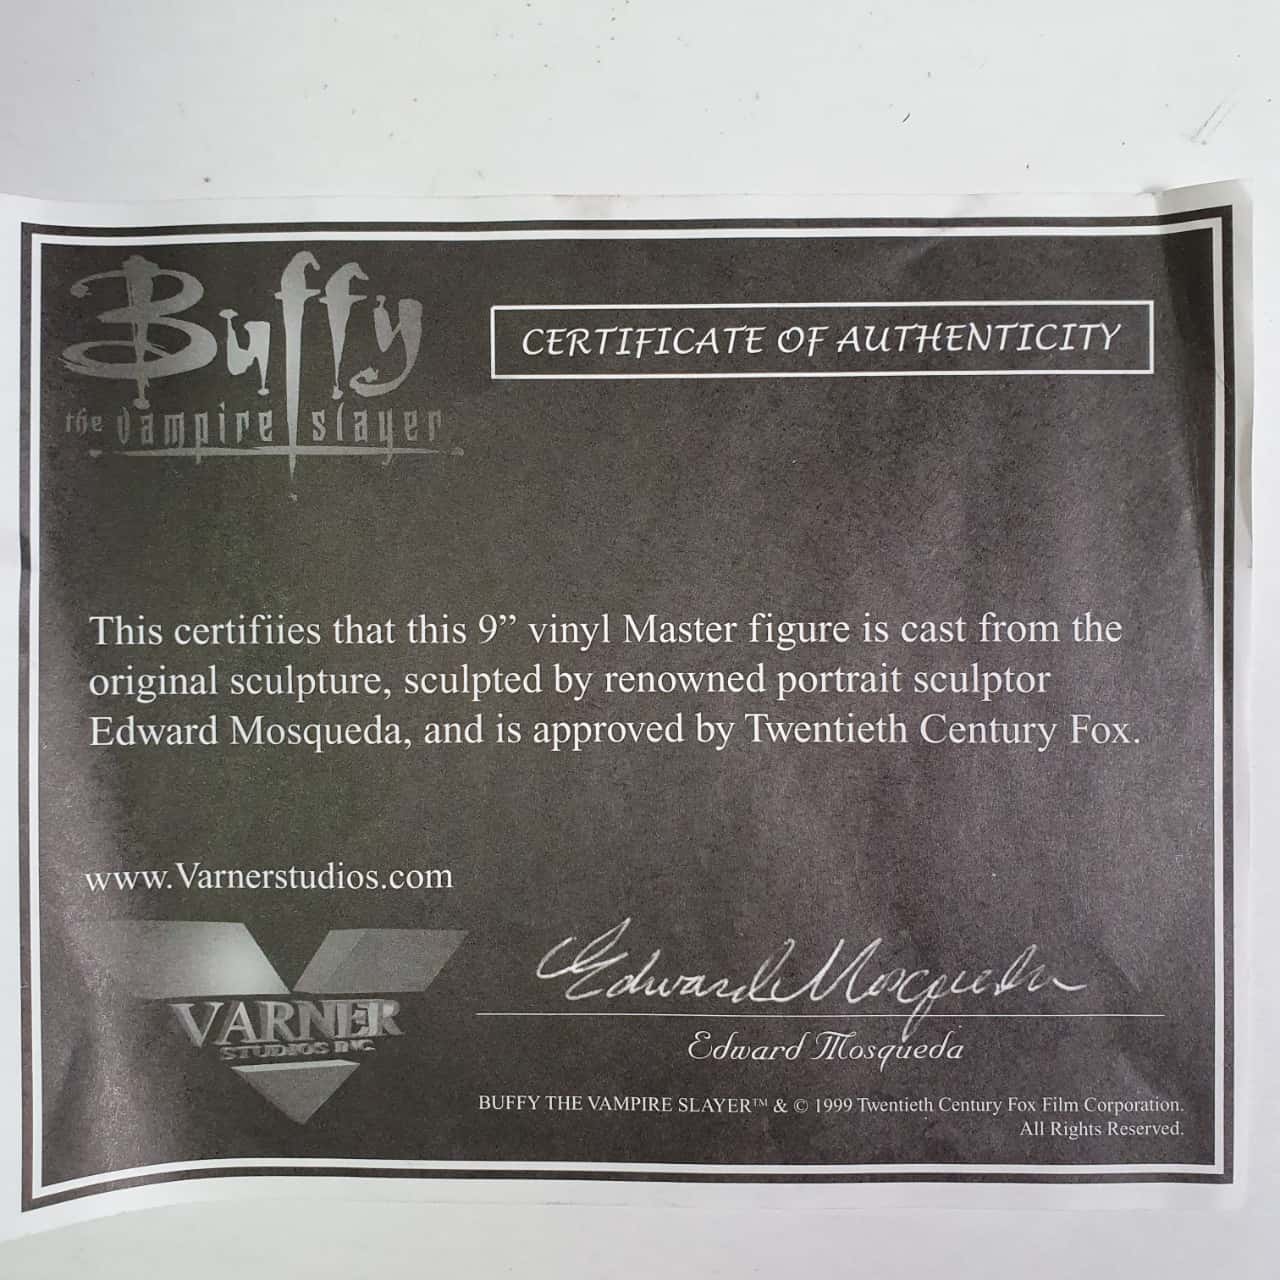 Buffy
the vampire slayer
CERTIFICATE OF AUTHENTICITY
This certifiies that this 9” vinyl Master figure is cast from the
original sculpture, sculpted by renowned portrait sculptor
Edward Mosqueda, and is approved by Twentieth Century Fox.
www.Varnerstudios.com
VARNER
STUDIOS INC.
Edward Mosqueda
Edward Mosqueda
BUFFY THE VAMPIRE SLAYER™ & © 1999 Twentieth Century Fox Film Corporation.
All Rights Reserved.